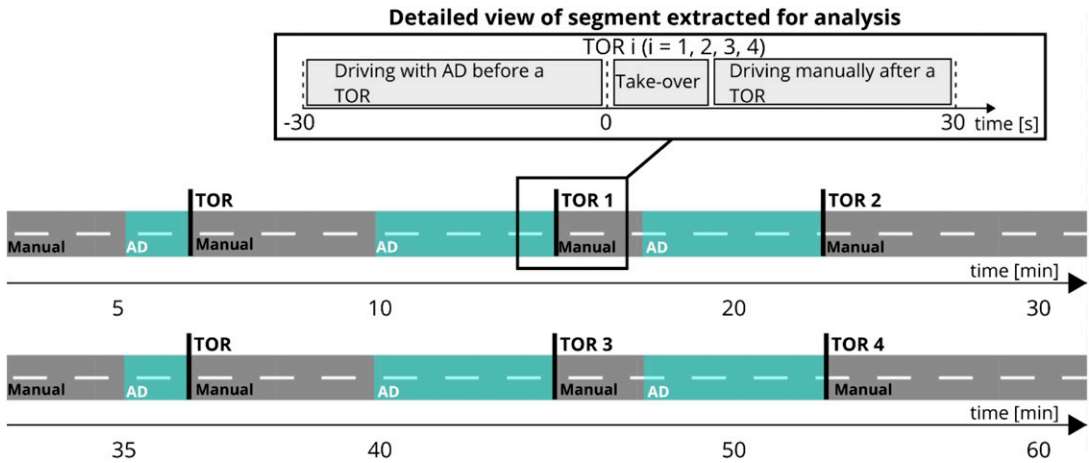 Detailed view of segment extracted for analysis
TOR i (i = 1, 2, 3, 4)
Driving with AD before a
TOR
Take-over
Driving manually after a
TOR
-30
0
30 time [s]
TOR
TOR 1
TOR 2
Manual
AD
Manual
AD
Manual
AD
Manual
time [min]
5
10
20
30
TOR
TOR 3
TOR 4
Manual
AD
Manual
AD
Manual
AD
Manual
time [min]
35
40
50
60